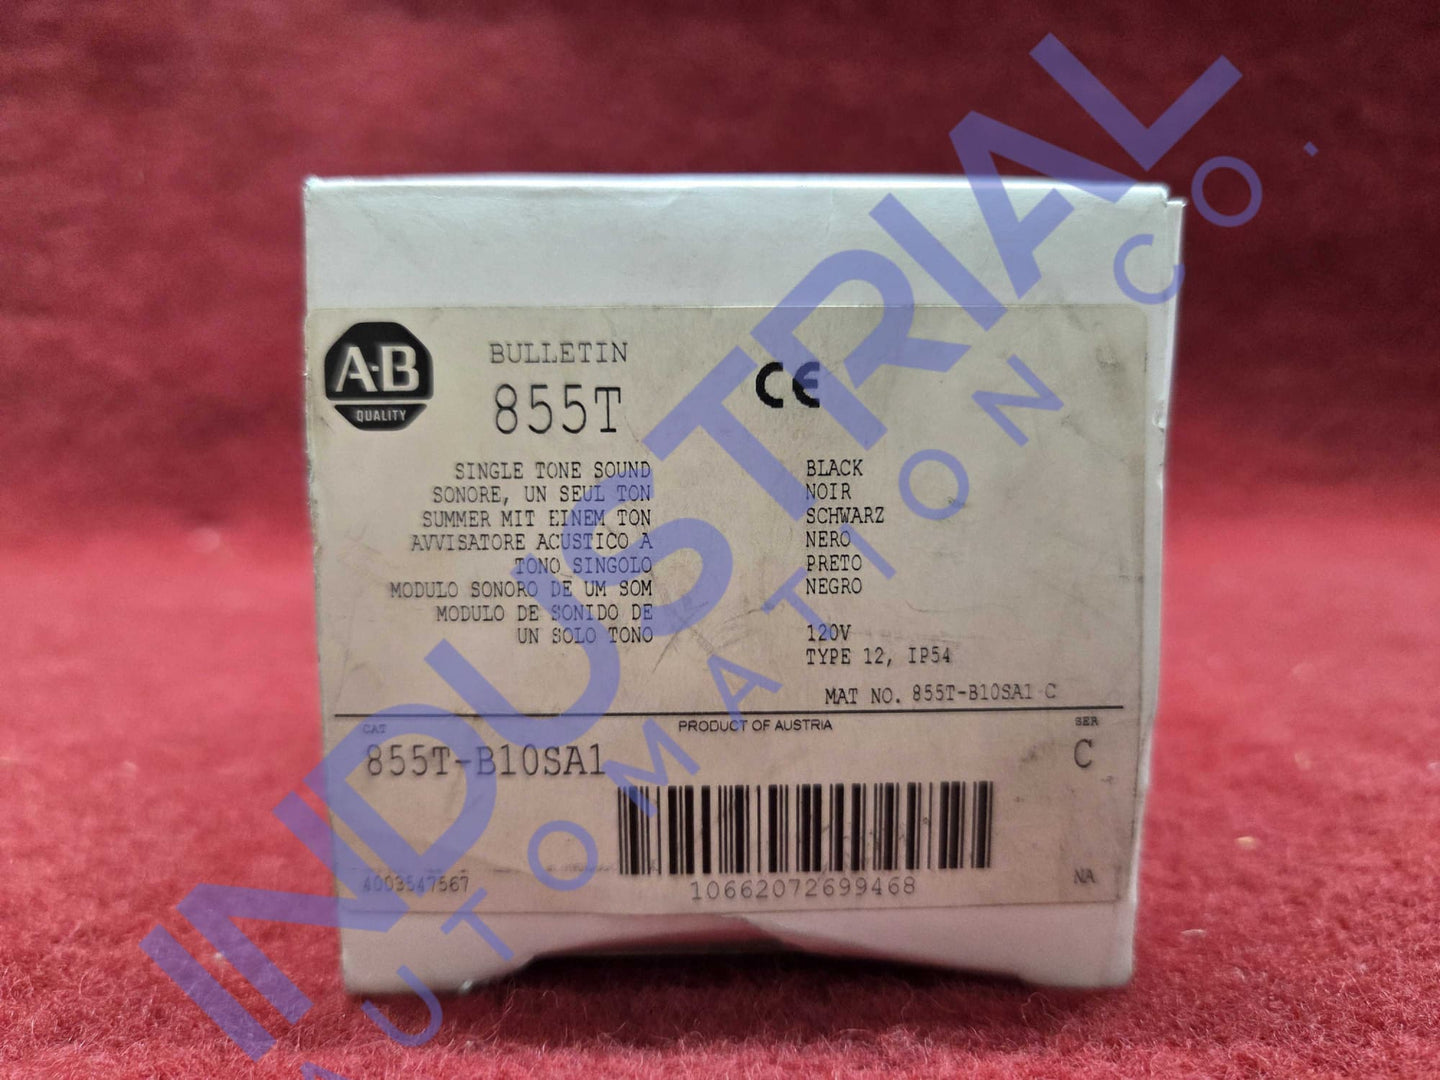 A-B
QUALITY
BULLETIN
855T
CE
SINGLE TONE SOUND
SONORE, UN SEUL TON
SUMMER MIT EINEM TON
AVVISATORE ACUSTICO A
TONO SINGOLO
MODULO SONORO DE UM SOM
MODULO DE SONIDO DE
UN SOLO TONO
BLACK
NOIR
SCHWARZ
NERO
PRETO
NEGRO
120V
TYPE 12, IP54
MAT NO. 855T-B10SA1 C
CAT
PRODUCT OF AUSTRIA
SER
855T-B10SA1
C
4003547567
10662072699468
NA
INDUSTRIAL
AUTOMATION CO.